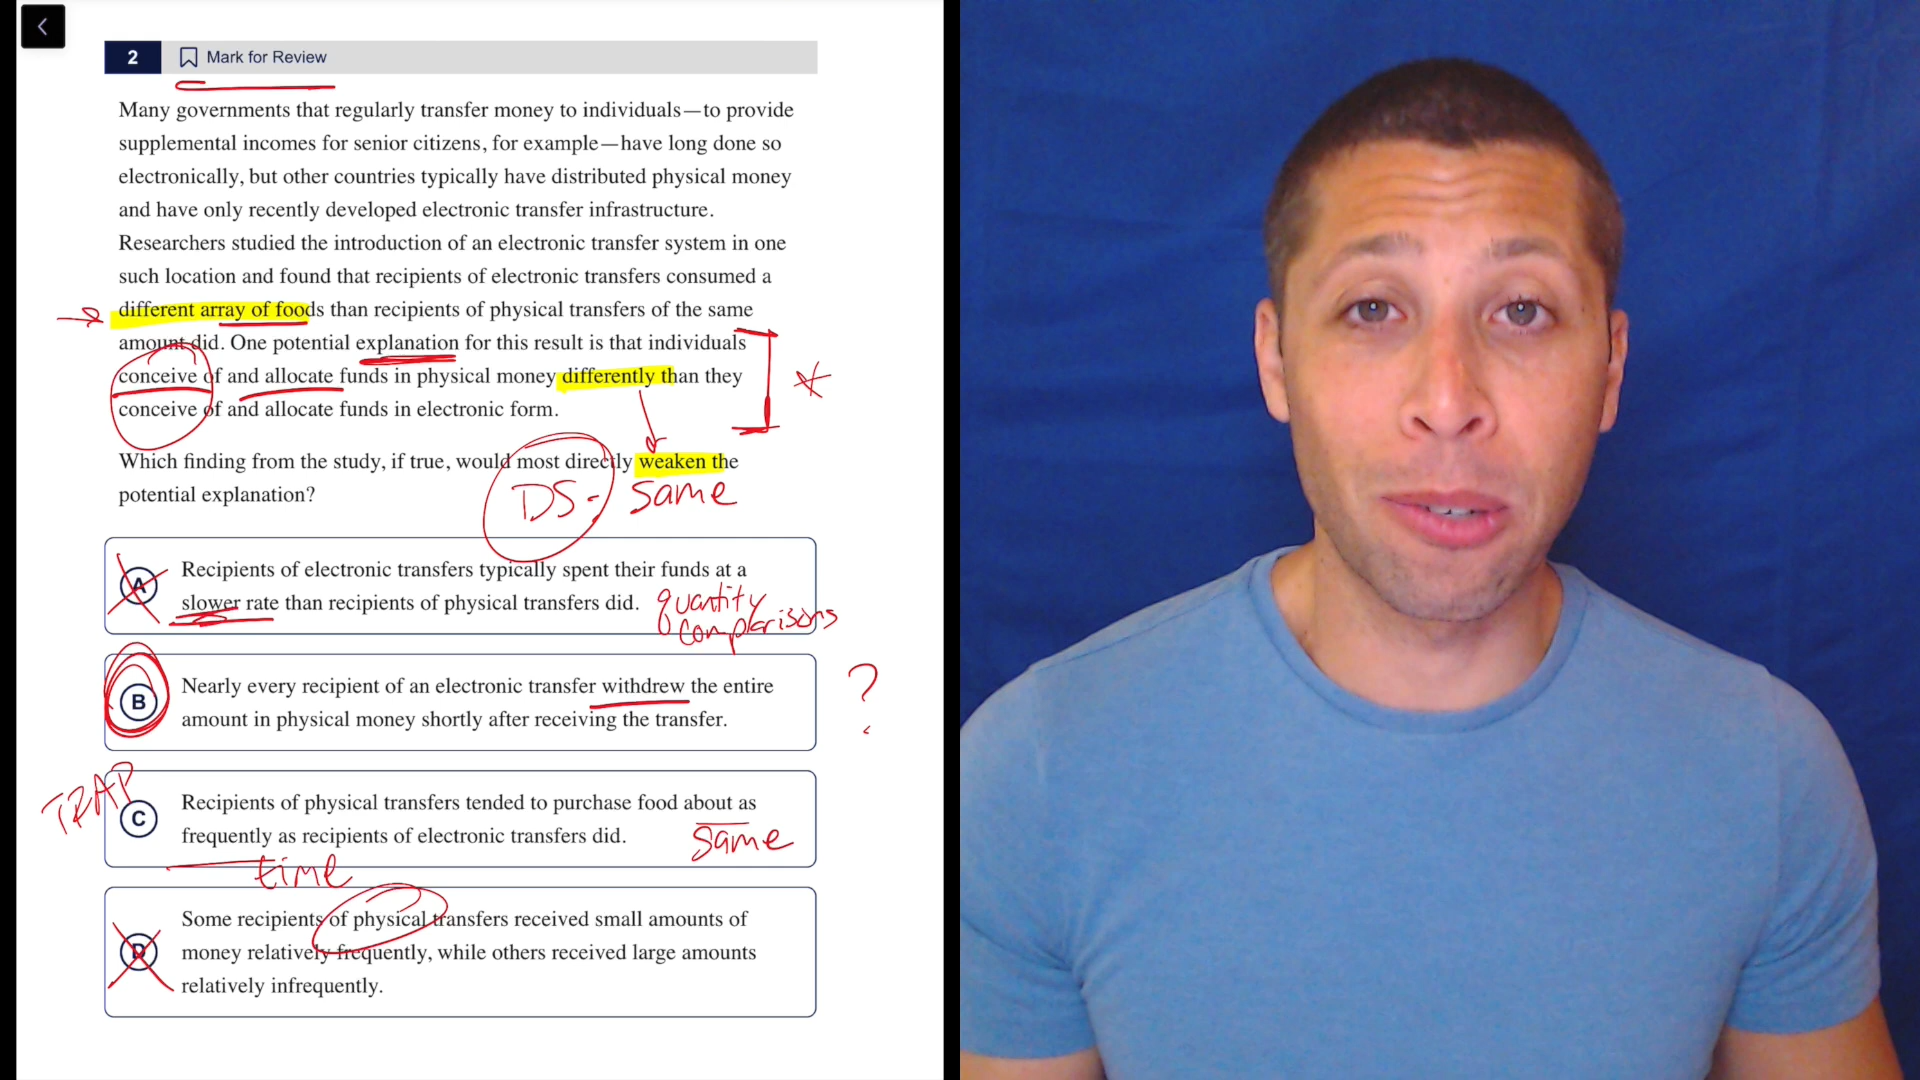 2 Mark for Review
Many governments that regularly transfer money to individuals—to provide
supplemental incomes for senior citizens, for example—have long done so
electronically, but other countries typically have distributed physical money
and have only recently developed electronic transfer infrastructure.
Researchers studied the introduction of an electronic transfer system in one
such location and found that recipients of electronic transfers consumed a
different array of foods than recipients of physical transfers of the same
amount did. One potential explanation for this result is that individuals
conceive of and allocate funds in physical money differently than they
conceive of and allocate funds in electronic form.
Which finding from the study, if true, would most directly weaken the
potential explanation?
DS- same
A Recipients of electronic transfers typically spent their funds at a
slower rate than recipients of physical transfers did.
quantity
comparisons
B Nearly every recipient of an electronic transfer withdrew the entire
amount in physical money shortly after receiving the transfer.
?
TRAP
C Recipients of physical transfers tended to purchase food about as
frequently as recipients of electronic transfers did.
same
time
D Some recipients of physical transfers received small amounts of
money relatively frequently, while others received large amounts
relatively infrequently.